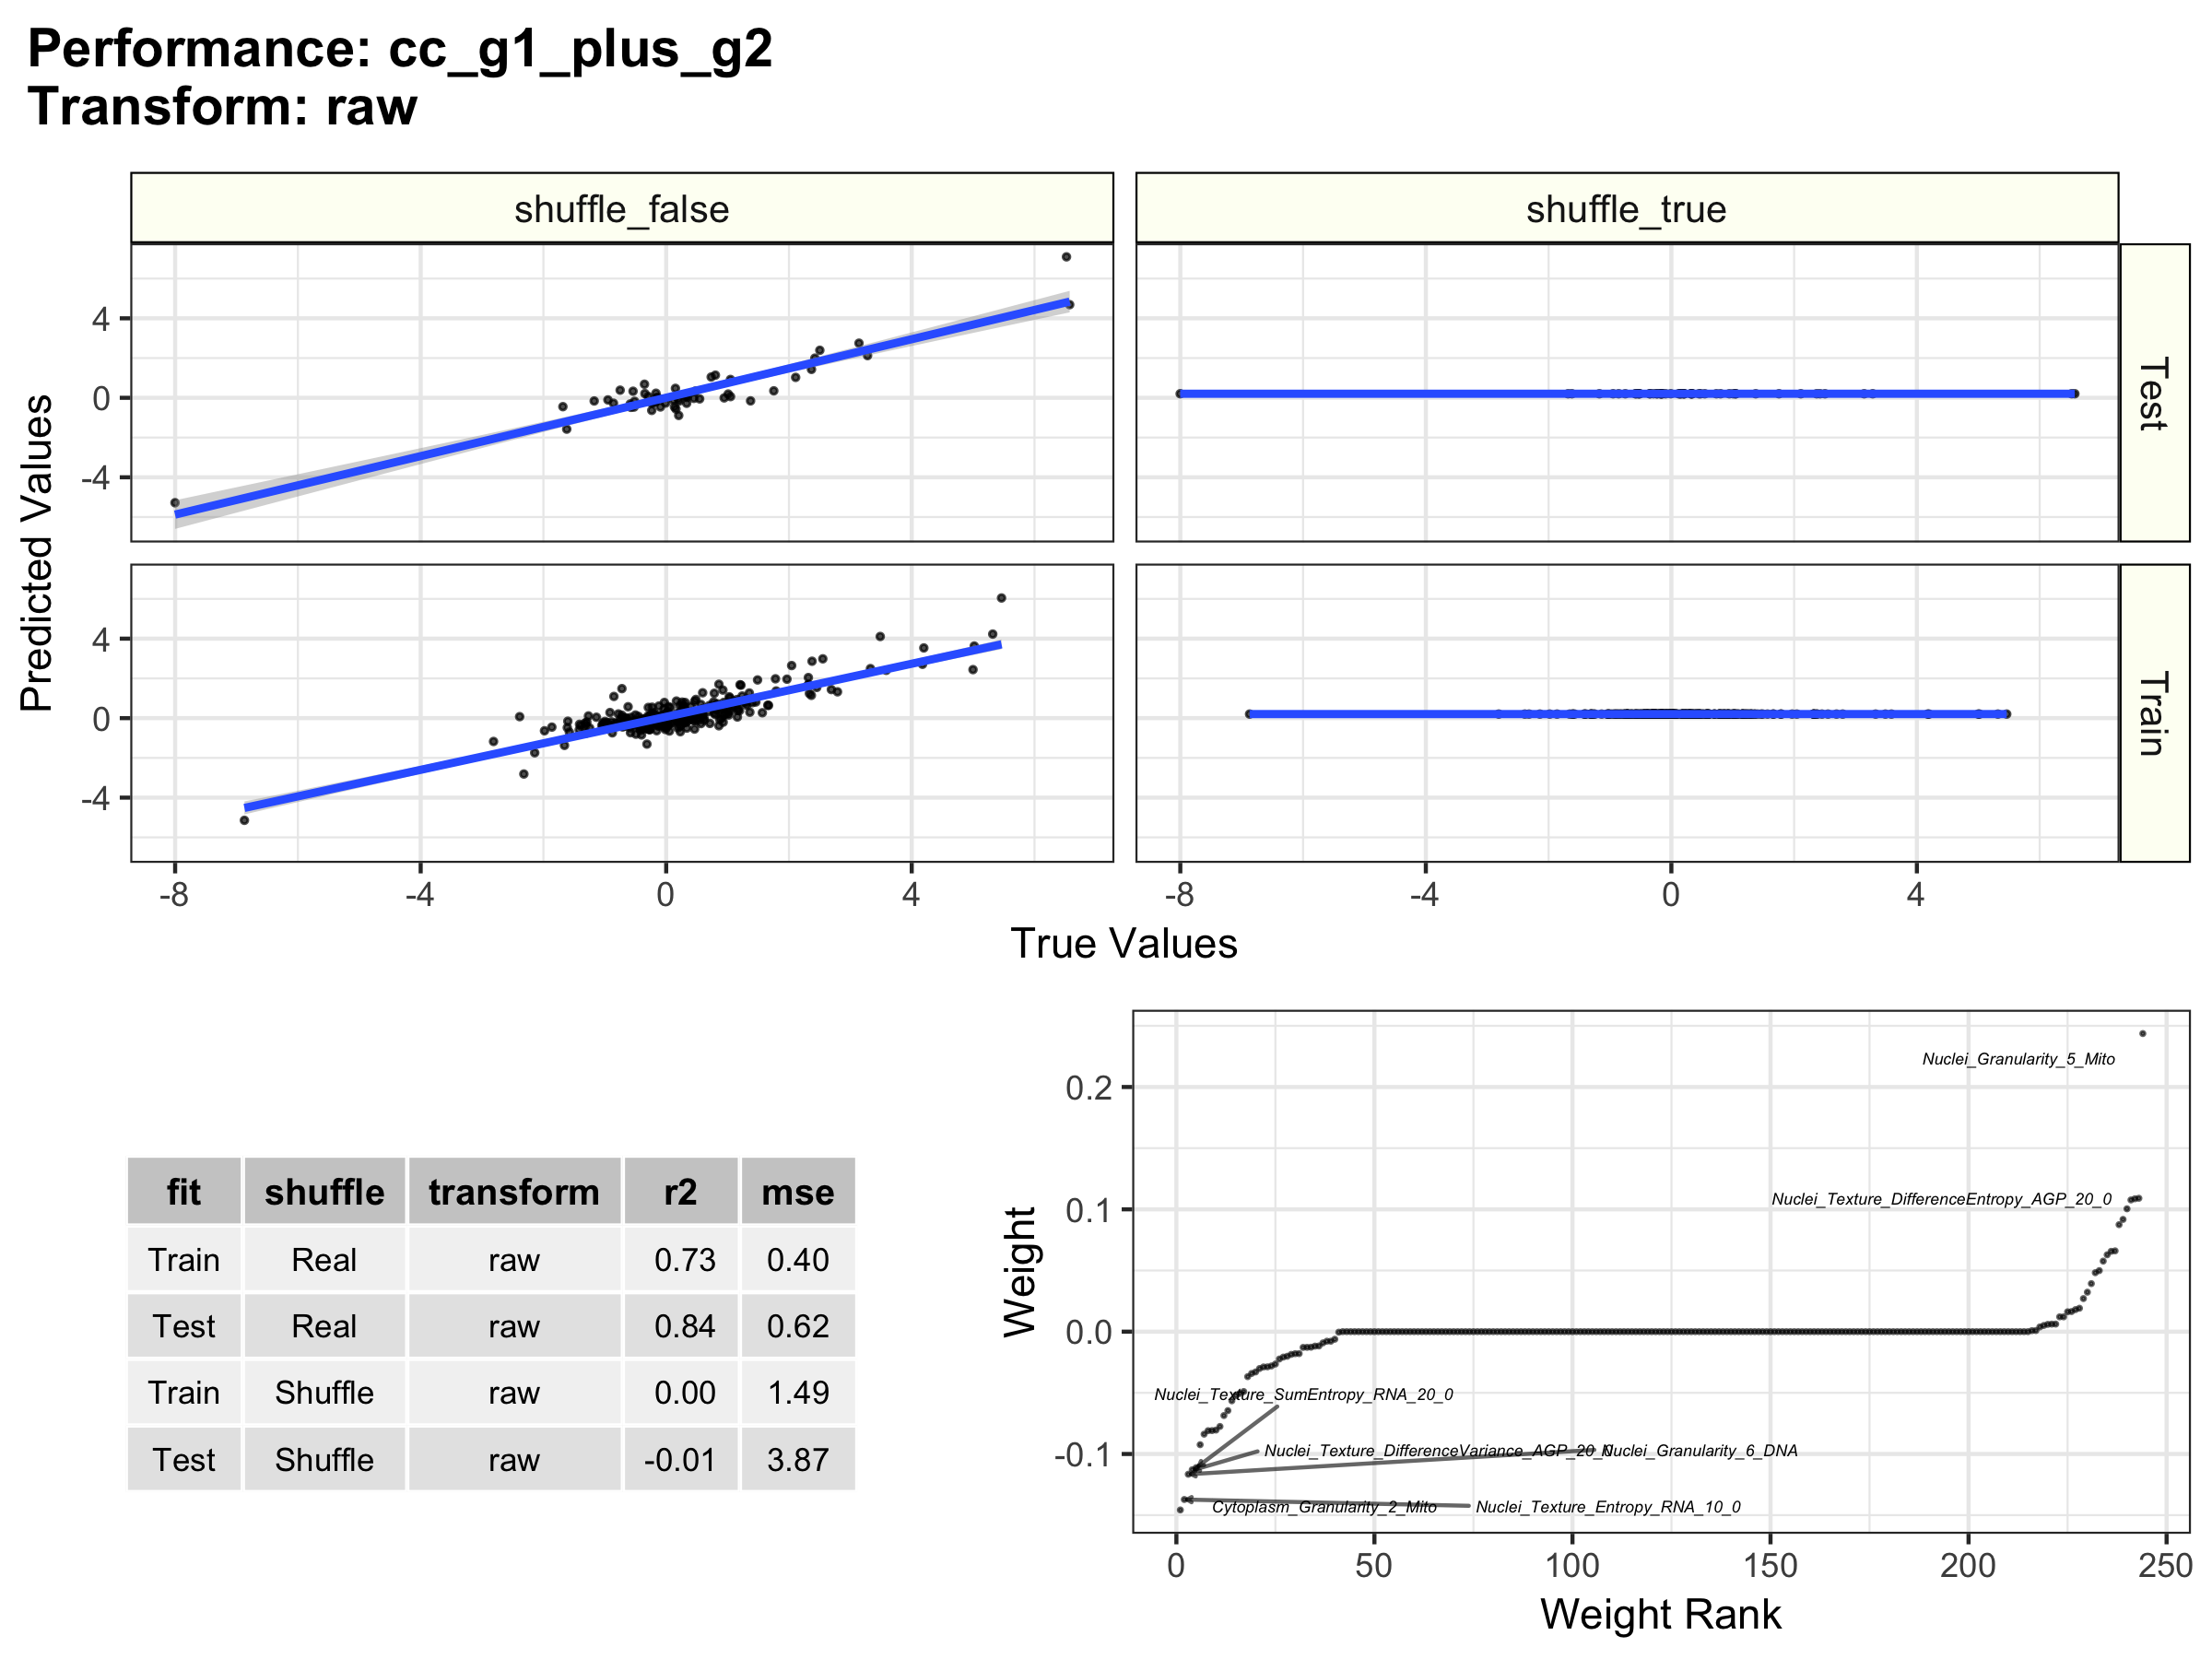 Performance: cc_g1_plus_g2
Transform: raw
shuffle_false
shuffle_true
4
0
-4
Test
4
0
-4
Train
Predicted Values
-8
-4
0
4
-8
-4
0
4
True Values
fit shuffle transform r2 mse
Train Real raw 0.73 0.40
Test Real raw 0.84 0.62
Train Shuffle raw 0.00 1.49
Test Shuffle raw -0.01 3.87
Weight
0.2
0.1
0.0
-0.1
Nuclei_Granularity_5_Mito
Nuclei_Texture_DifferenceEntropy_AGP_20_0
Nuclei_Texture_SumEntropy_RNA_20_0
Nuclei_Texture_DifferenceVariance_AGP_20_0
Nuclei_Granularity_6_DNA
Cytoplasm_Granularity_2_Mito
Nuclei_Texture_Entropy_RNA_10_0
0
50
100
150
200
250
Weight Rank